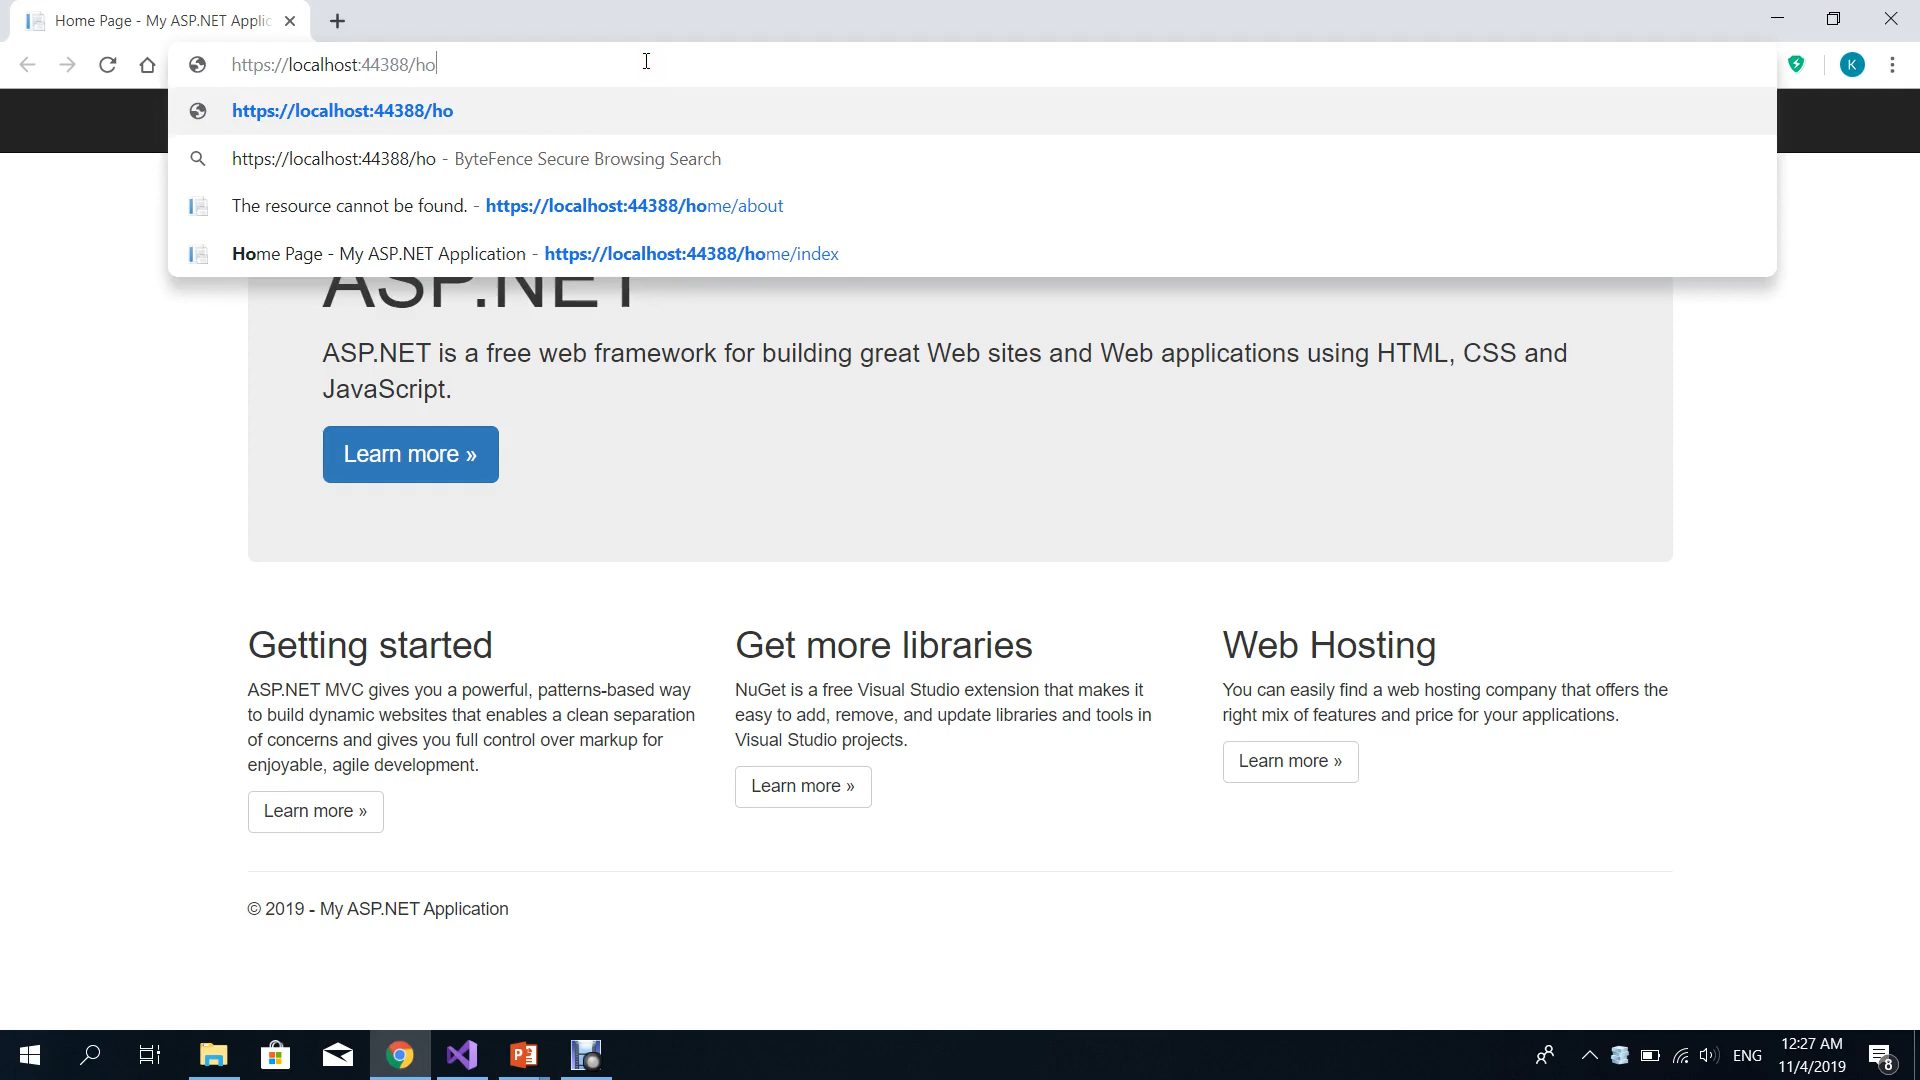 Home Page - My ASP.NET Applic
https://localhost:44388/ho
K
https://localhost:44388/ho
https://localhost:44388/ho - ByteFence Secure Browsing Search
The resource cannot be found. - https://localhost:44388/home/about
Home Page - My ASP.NET Application - https://localhost:44388/home/index
ASP.NET
ASP.NET is a free web framework for building great Web sites and Web applications using HTML, CSS and
JavaScript.
Learn more »
Getting started
ASP.NET MVC gives you a powerful, patterns-based way
to build dynamic websites that enables a clean separation
of concerns and gives you full control over markup for
enjoyable, agile development.
Learn more »
Get more libraries
NuGet is a free Visual Studio extension that makes it
easy to add, remove, and update libraries and tools in
Visual Studio projects.
Learn more »
Web Hosting
You can easily find a web hosting company that offers the
right mix of features and price for your applications.
Learn more »
© 2019 - My ASP.NET Application
ENG
12:27 AM
11/4/2019
8